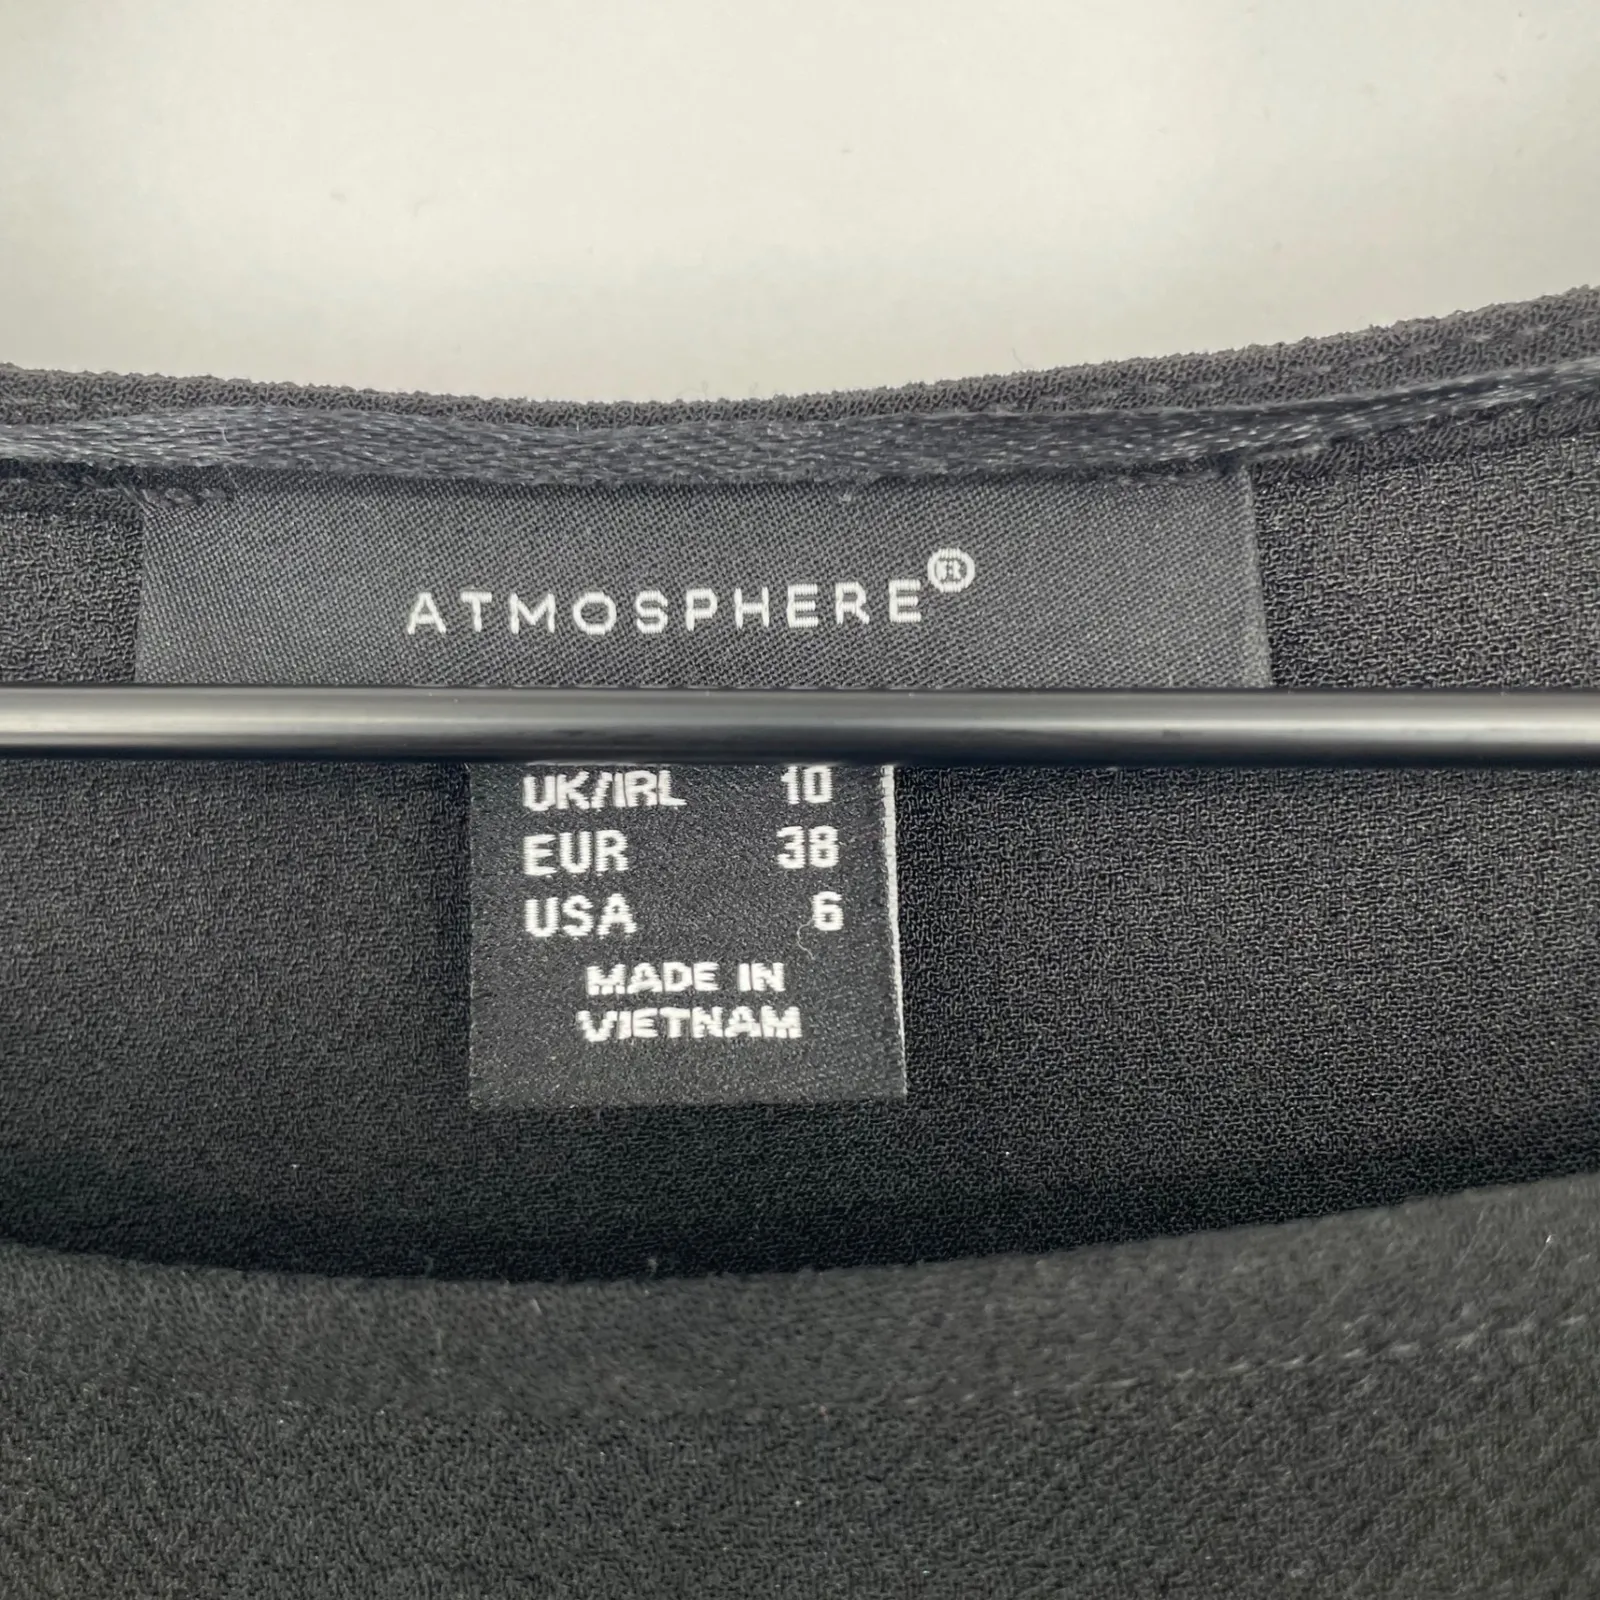 ATMOSPHERE®
UK/IRL 10
EUR 38
USA 6
MADE IN
VIETNAM